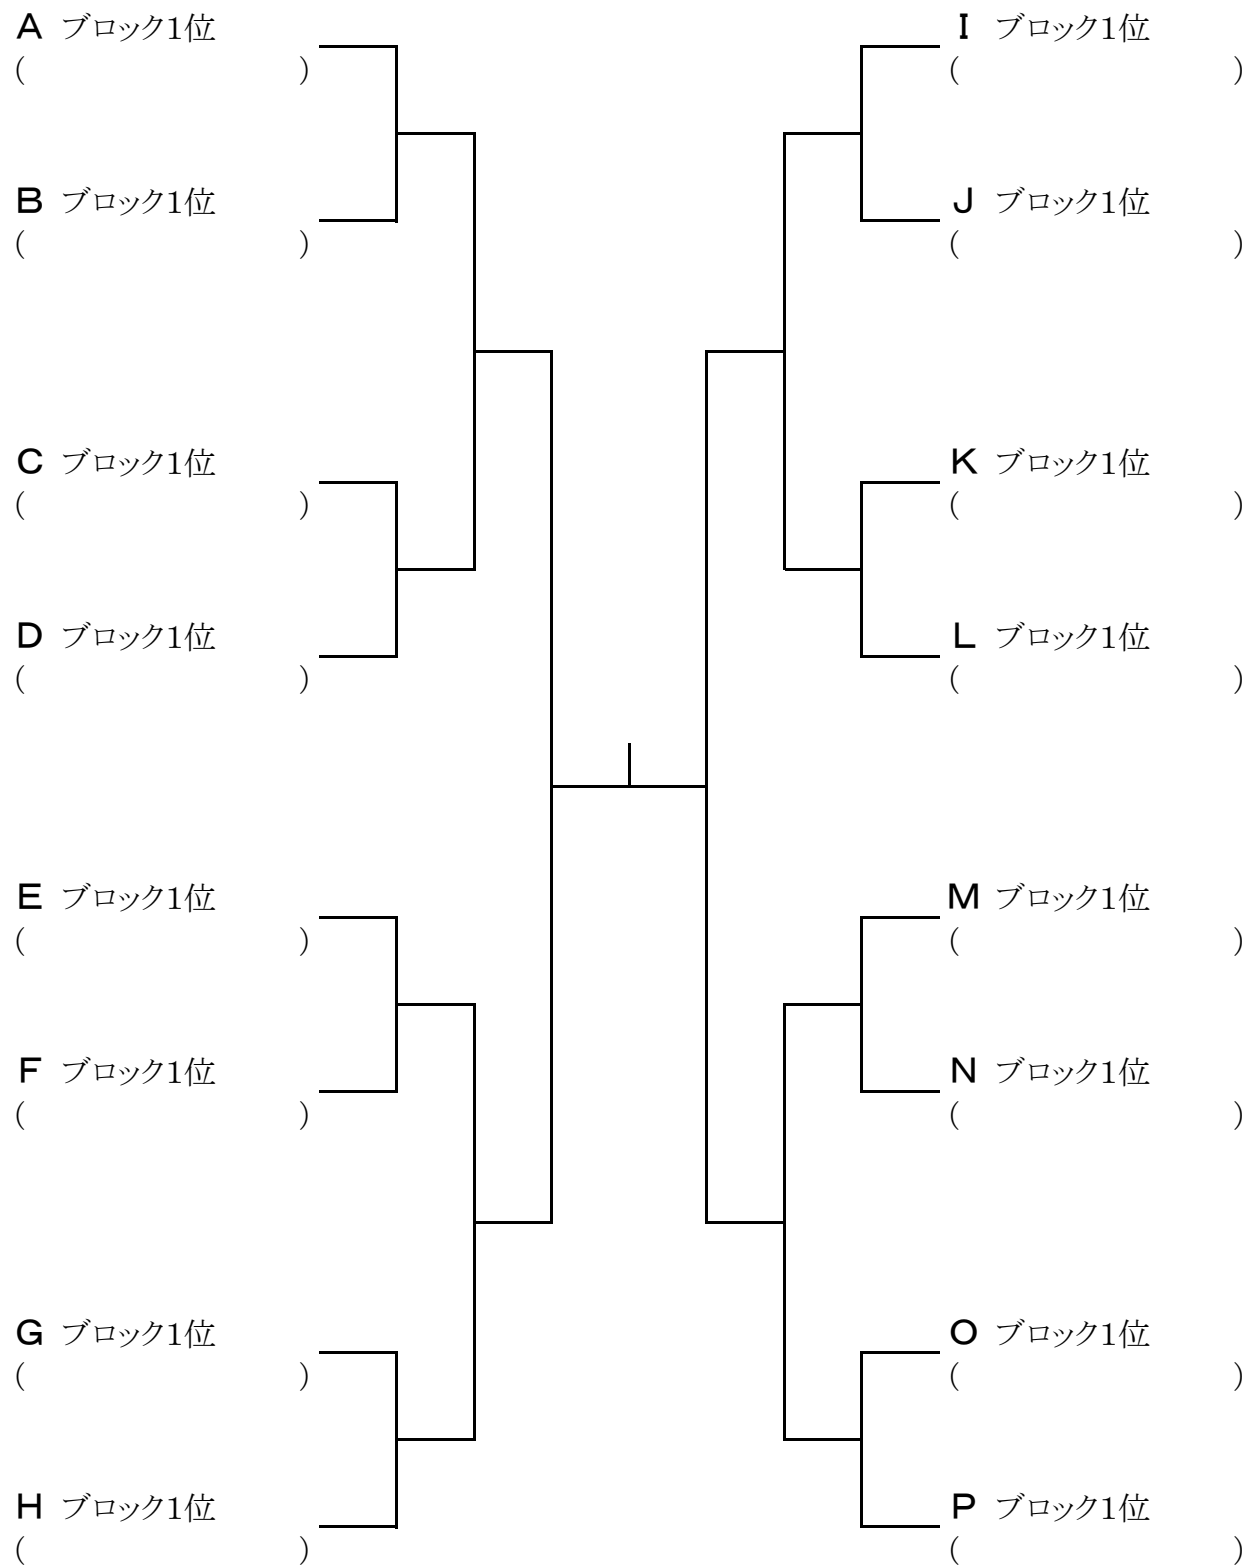 A ブロック1位
(　　　　　　　)
B ブロック1位
(　　　　　　　)
C ブロック1位
(　　　　　　　)
D ブロック1位
(　　　　　　　)
E ブロック1位
(　　　　　　　)
F ブロック1位
(　　　　　　　)
G ブロック1位
(　　　　　　　)
H ブロック1位
(　　　　　　　)
I ブロック1位
(　　　　　　　)
J ブロック1位
(　　　　　　　)
K ブロック1位
(　　　　　　　)
L ブロック1位
(　　　　　　　)
M ブロック1位
(　　　　　　　)
N ブロック1位
(　　　　　　　)
O ブロック1位
(　　　　　　　)
P ブロック1位
(　　　　　　　)